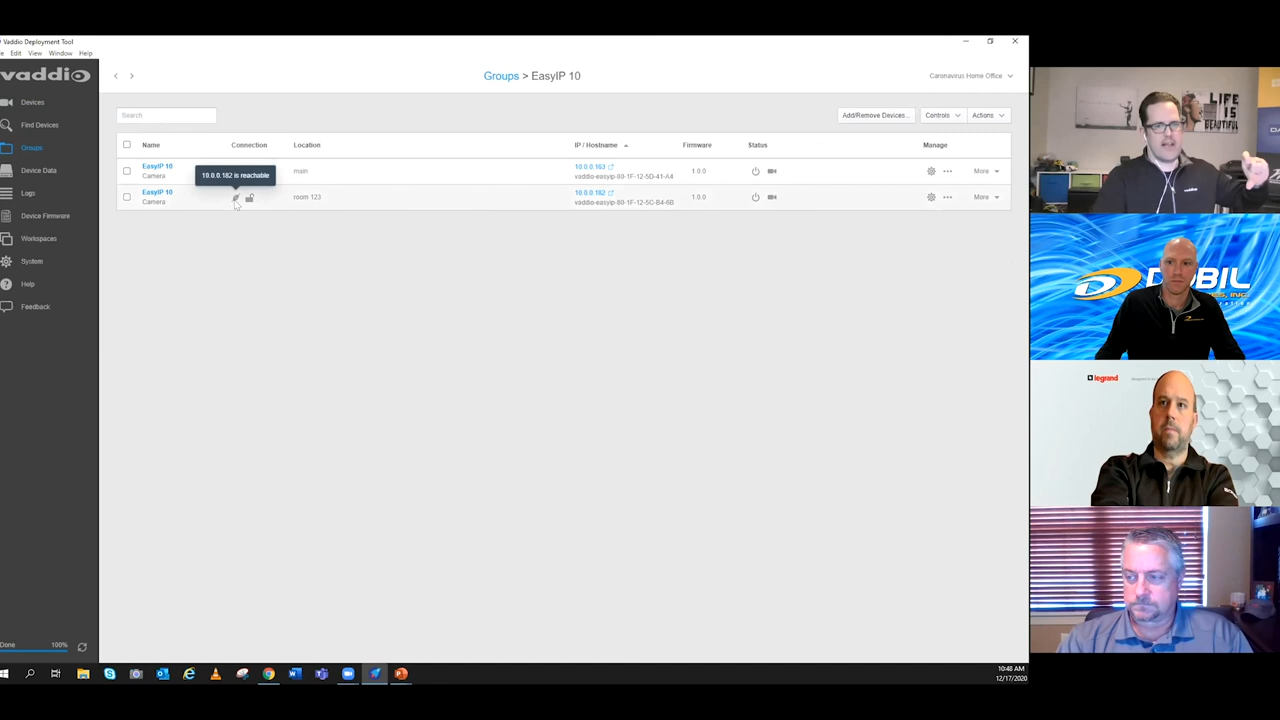 Vaddio Deployment Tool
Edit View Window Help
vaddio
Devices
Find Devices
Groups
Device Data
Logs
Device Firmware
Workspaces
System
Help
Feedback
Done 100%
Groups > EasyIP 10
Caronavirus Home Office
Search
Add/Remove Devices...
Controls
Actions
Name Connection Location IP / Hostname Firmware Status Manage
EasyIP 10
Camera
main
10.0.0.163
vaddio-easyip-80-1F-12-5D-41-A4
1.0.0
More
10.0.0.182 is reachable
EasyIP 10
Camera
room 123
10.0.0.182
vaddio-easyip-80-1F-12-5C-B4-6B
1.0.0
More
10:48 AM
12/17/2020
LIFE
IS
BEAUTIFUL
vaddio
legrand